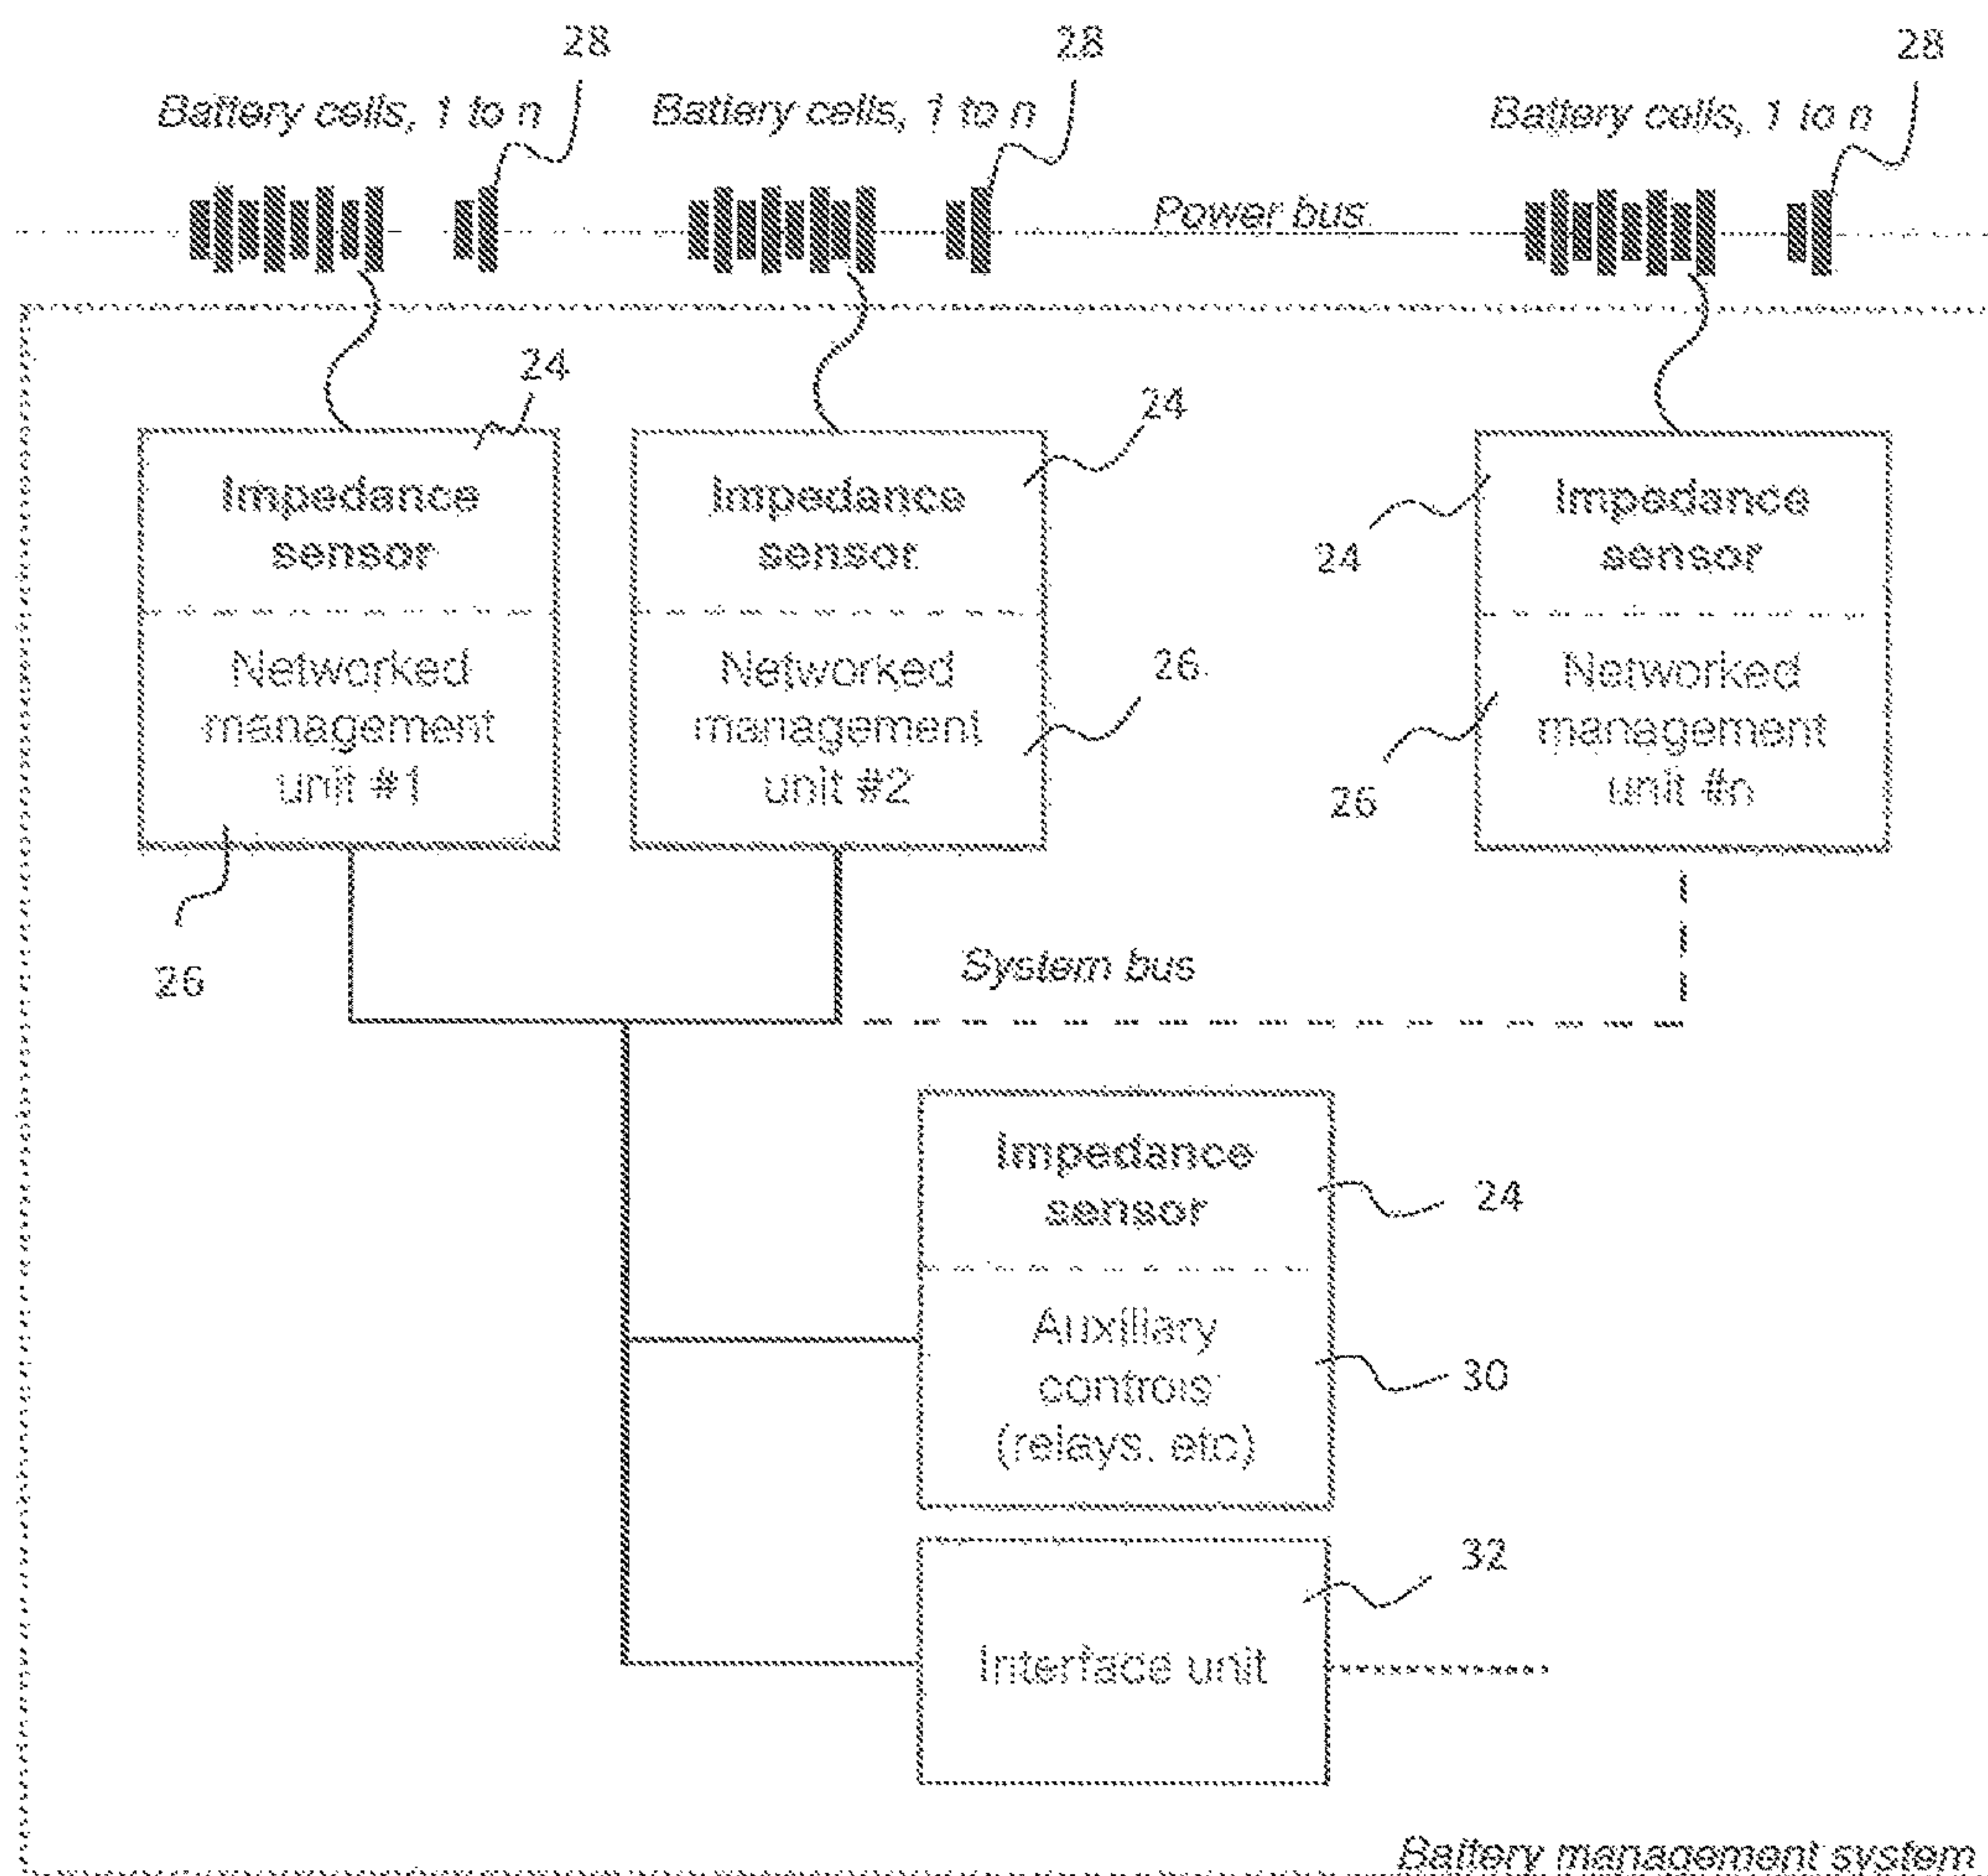 28
28
28
Battery cells, 1 to n
Battery cells, 1 to n
Battery cells, 1 to n
Power bus
24
24
24
Impedance
sensor
Networked
management
unit #1
26
Impedance
sensor
Networked
management
unit #2
26
Impedance
sensor
Networked
management
unit #n
26
System bus
Impedance
sensor
24
Auxiliary
controls
(relays. etc)
30
32
Interface unit
Battery management system